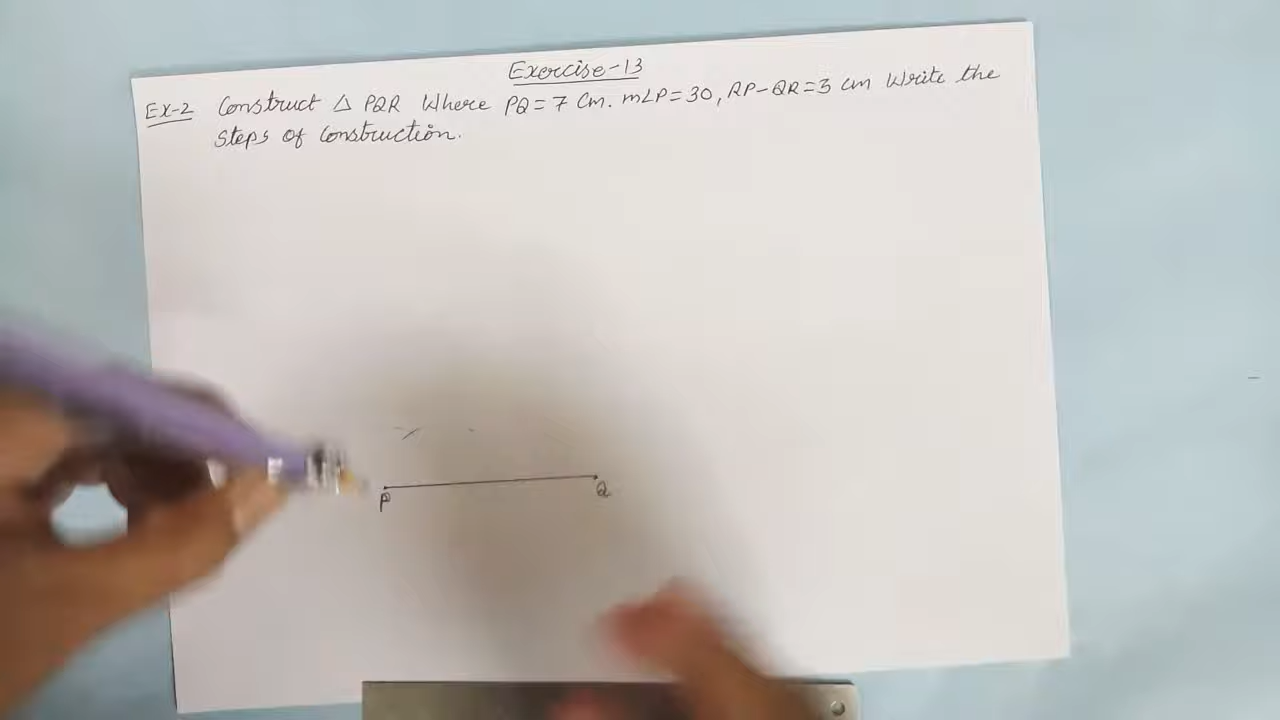 Exercise-13
Ex-2 Construct △ PQR Where PQ = 7 Cm. m∠P=30, RP-QR=3 cm Write the
Steps of Construction.
P Q